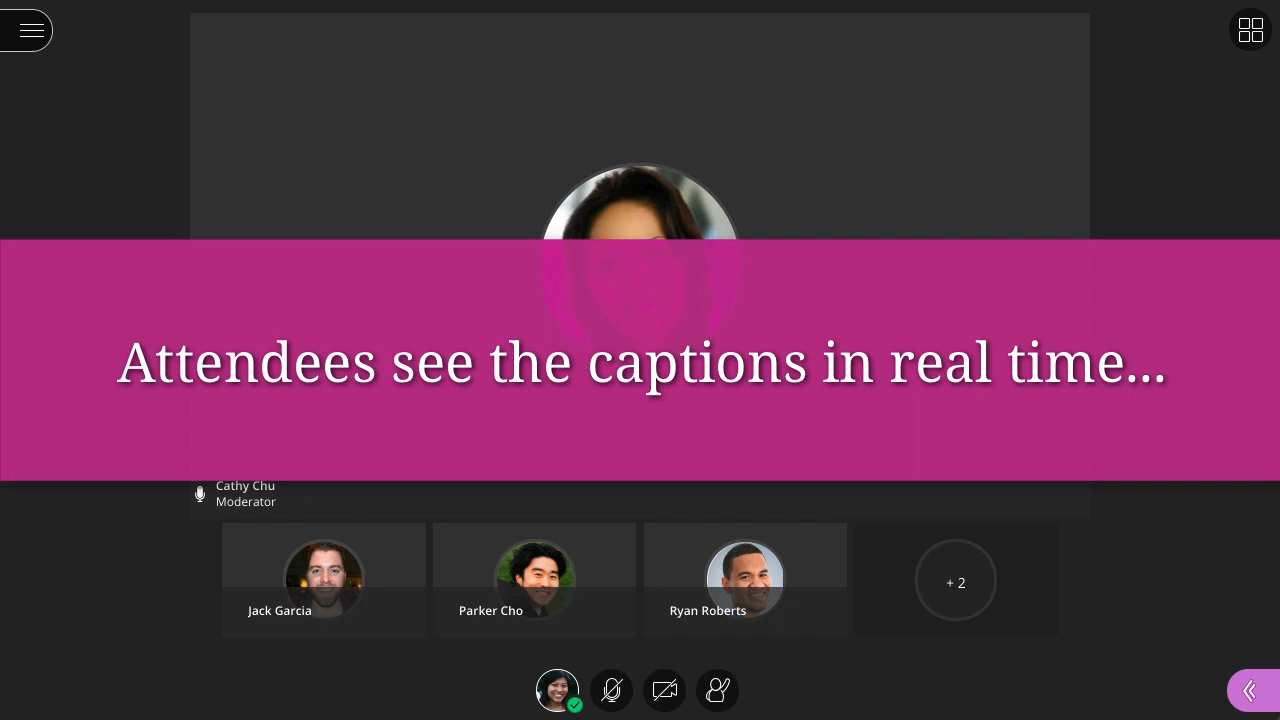 Attendees see the captions in real time...
Cathy Chu
Moderator
Jack Garcia
Parker Cho
Ryan Roberts
+ 2